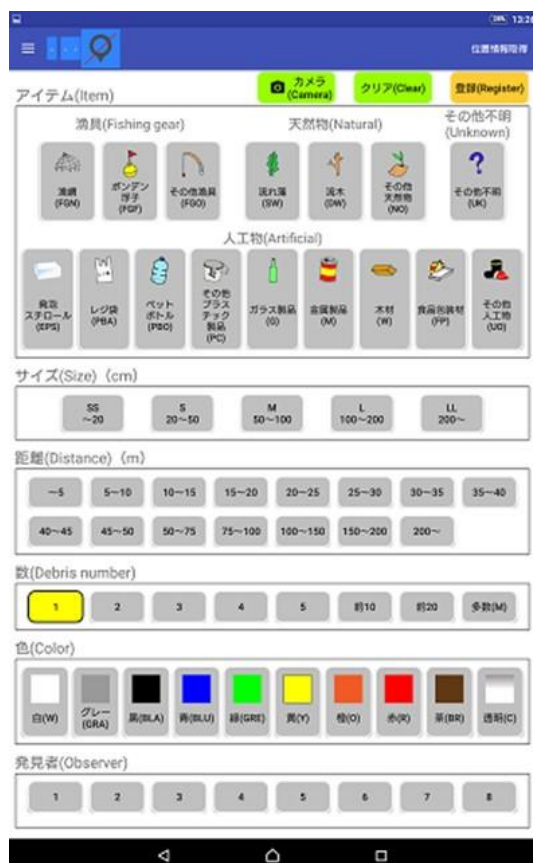 28% 13:26
位置情報取得
アイテム(Item)
カメラ
(Camera)
クリア(Clear)
登録(Register)
漁具(Fishing gear)
天然物(Natural)
その他不明
(Unknown)
漁網
(FGN)
ボンデン
浮子
(FGF)
その他漁具
(FGO)
流れ藻
(SW)
流木
(DW)
その他
天然物
(NO)
その他不明
(UK)
人工物(Artificial)
発泡
スチロール
(EPS)
レジ袋
(PBA)
ペット
ボトル
(PBO)
その他
プラス
チック
製品
(PC)
ガラス製品
(G)
金属製品
(M)
木材
(W)
食品包装材
(FP)
その他
人工物
(UO)
サイズ(Size) (cm)
SS
~20
S
20~50
M
50~100
L
100~200
LL
200~
距離(Distance) (m)
~5
5~10
10~15
15~20
20~25
25~30
30~35
35~40
40~45
45~50
50~75
75~100
100~150
150~200
200~
数(Debris number)
1
2
3
4
5
約10
約20
多数(M)
色(Color)
白(W)
グレー
(GRA)
黒(BLA)
青(BLU)
緑(GRE)
黄(Y)
橙(O)
赤(R)
茶(BR)
透明(C)
発見者(Observer)
1
2
3
4
5
6
7
8